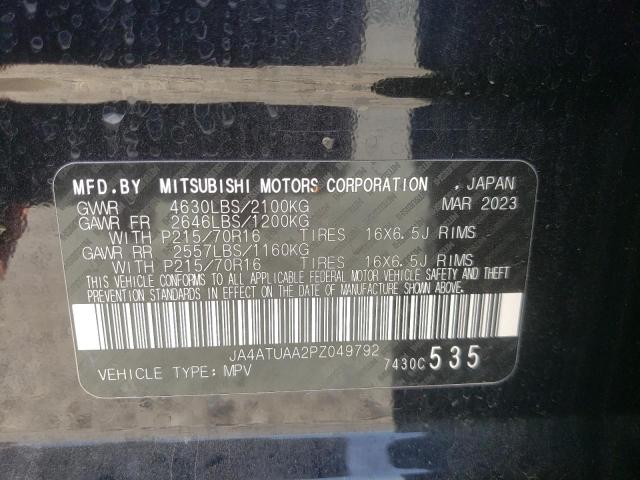 MFD.BY MITSUBISHI MOTORS CORPORATION , JAPAN
GVWR 4630LBS/2100KG MAR 2023
GAWR FR 2646LBS/1200KG
WITH P215/70R16 TIRES 16X6.5J RIMS
GAWR RR 2557LBS/1160KG
WITH P215/70R16 TIRES 16X6.5J RIMS
THIS VEHICLE CONFORMS TO ALL APPLICABLE FEDERAL MOTOR VEHICLE SAFETY AND THEFT
PREVENTION STANDARDS IN EFFECT ON THE DATE OF MANUFACTURE SHOWN ABOVE.
JA4ATUAA2PZ049792
VEHICLE TYPE: MPV 7430C 535